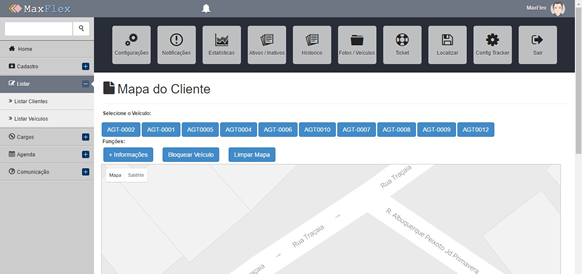 MaxFlex
MaxFlex
Home
Cadastro
Listar
Listar Clientes
Listar Veículos
Cargos
Agenda
Comunicação
Configurações
Notificações
Estatísticas
Ativos / Inativos
Histórico
Fotos / Veículos
Ticket
Localizar
Config Tracker
Sair
Mapa do Cliente
Selecione o Veículo:
AGT-0002 AGT-0001 AGT0005 AGT0004 AGT-0006 AGT0010 AGT-0007 AGT-0008 AGT-0009 AGT0012
Funções:
+ Informações Bloquear Veículo Limpar Mapa
Mapa Satélite
Rua Traçaia
Rua Traçaia
R. Albuquerque Peixoto Jd Primavera